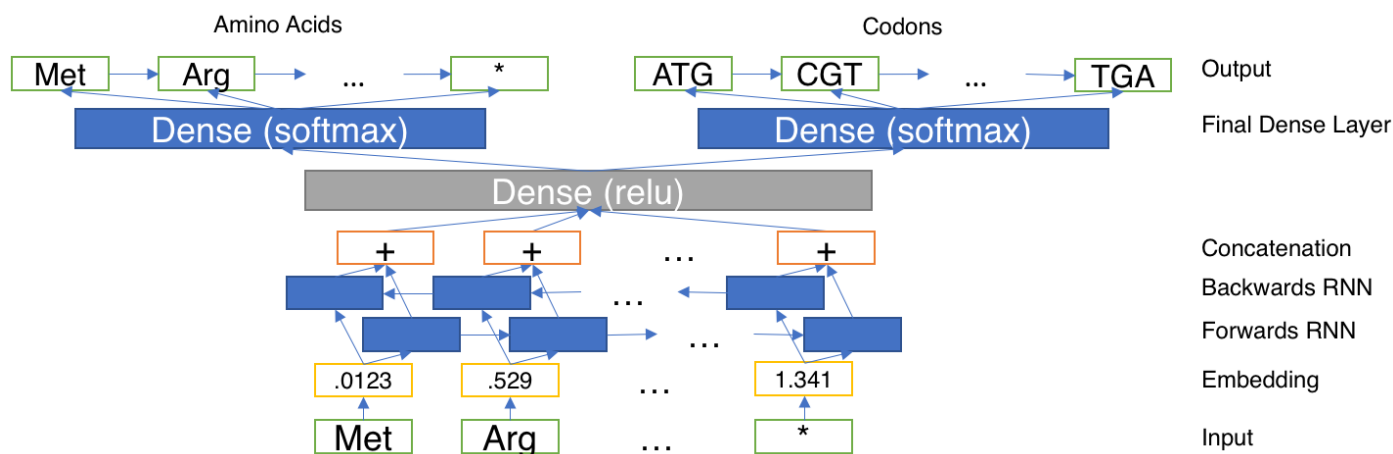 Amino Acids Codons
Met Arg ... * ATG CGT ... TGA Output
Dense (softmax) Dense (softmax) Final Dense Layer
Dense (relu)
+ + ... + Concatenation
... Backwards RNN
... Forwards RNN
.0123 .529 ... 1.341 Embedding
Met Arg ... * Input